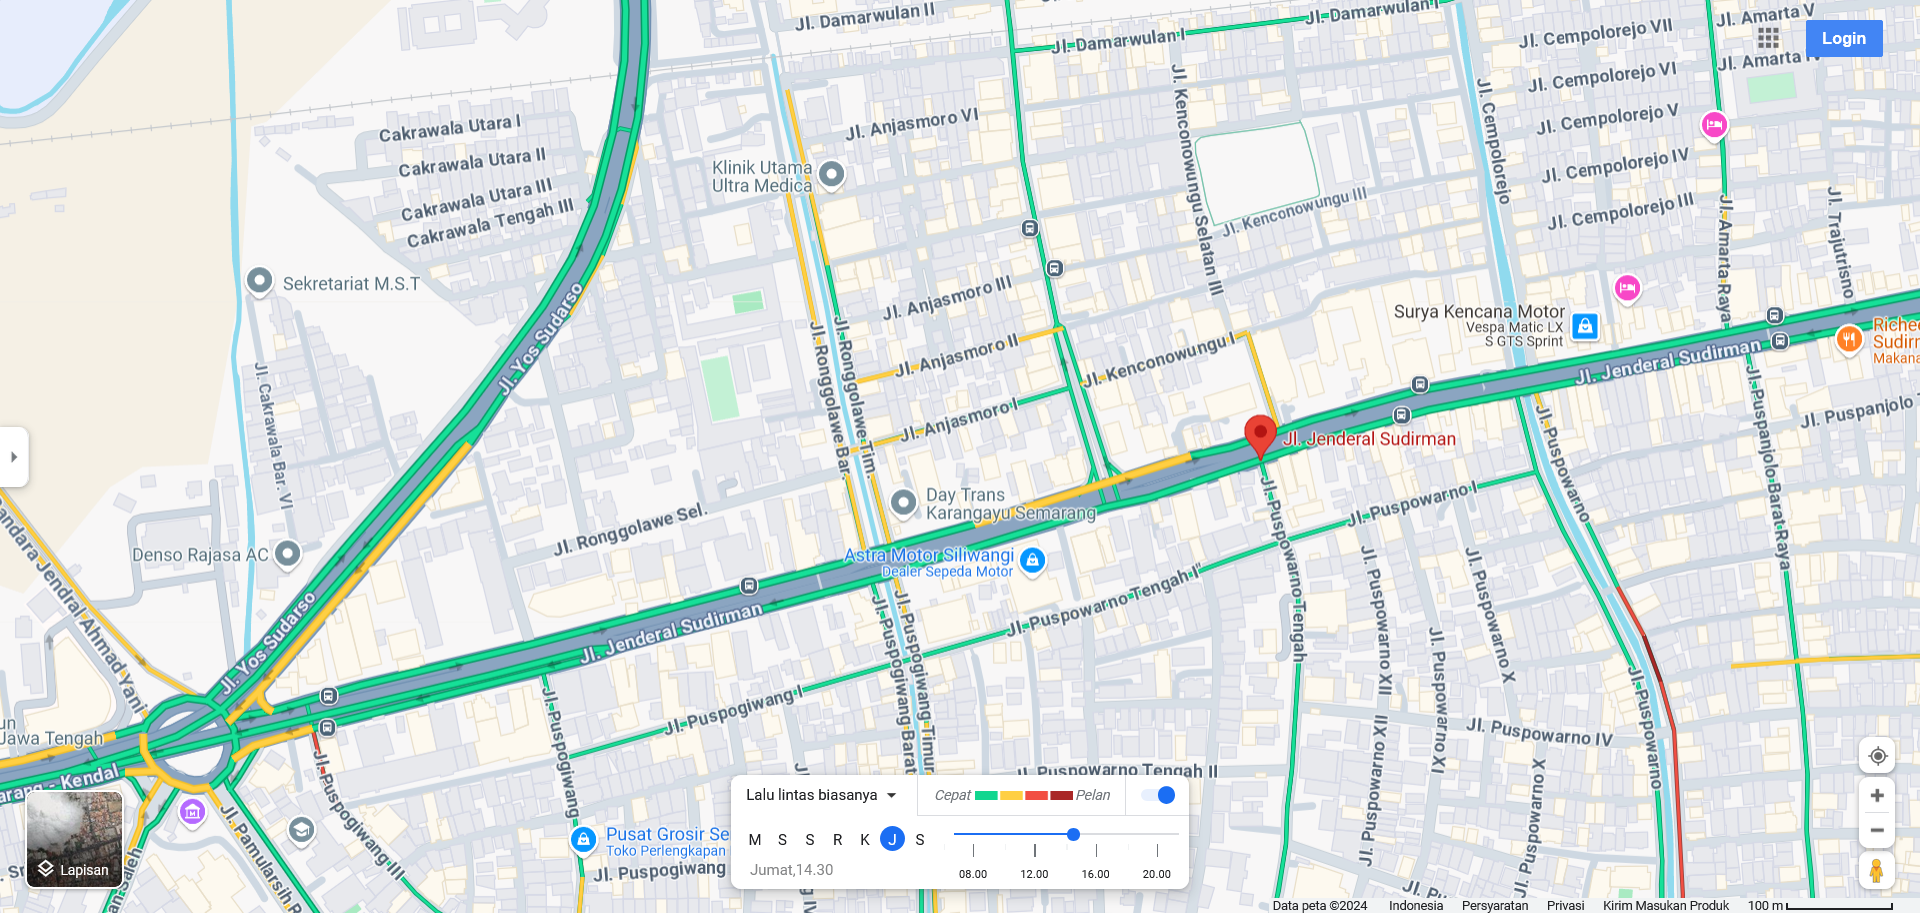 Jl. Damarwulan II
Jl. Damarwulan I
Jl. Damarwulan I
Jl. Amarta V
Jl. Cempolorejo VII
Login
Jl. Amarta IV
Jl. Cempolorejo VI
Jl. Cempolorejo V
Jl. Cempolorejo IV
Jl. Cempolorejo III
Jl. Cempolorejo
Jl. Kenconowungu Selatan III
Jl. Kenconowungu III
Jl. Amarta Raya
Jl. Trajutrisno
Cakrawala Utara I
Cakrawala Utara II
Cakrawala Utara III
Cakrawala Tengah III
Jl. Anjasmoro VI
Klinik Utama
Ultra Medica
Sekretariat M.S.T
Jl. Yos Sudarso
Jl. Anjasmoro III
Jl. Anjasmoro II
Jl. Anjasmoro I
Jl. Kenconowungu I
Jl. Ronggolawe Tim.
Jl. Ronggolawe Bar.
Jl. Cakrawala Bar. VI
Surya Kencana Motor
Vespa Matic LX
S GTS Sprint
Jl. Jenderal Sudirman
Makana
Jl. Puspanjolo
Jl. Puspanjolo Barat Raya
Jl. Jenderal Sudirman
Day Trans
Karangayu Semarang
Jl. Ronggolawe Sel.
Denso Rajasa AC
Astra Motor Siliwangi
Dealer Sepeda Motor
Jl. Puspowarno I
Jl. Puspowarno
Jl. Puspowarno Tengah I
Jl. Puspowarno Tengah
Jl. Puspowarno XII
Jl. Puspowarno X
Jl. Puspowarno XI
Jl. Jenderal Sudirman
Jl. Yos Sudarso
Jendral Ahmad Yani
Jl. Puspogiwang I
Jl. Puspogiwang Barat
Jl. Puspogiwang Timur
Jl. Puspogiwang
Jl. Puspowarno IV
Jl. Puspowarno
Jawa Tengah
- Kendal
Jl. Puspowarno Tengah II
Jl. Puspowarno XII
Jl. Puspowarno X
Jl. Puspogiwang III
Jl. Pamularsih
Pusat Grosir Se
Toko Perlengkapan
Jl. Puspogiwang
Lapisan
Lalu lintas biasanya
Cepat
Pelan
M S S R K J S
Jumat,14.30
08.00 12.00 16.00 20.00
Data peta ©2024 Indonesia Persyaratan Privasi Kirim Masukan Produk 100 m